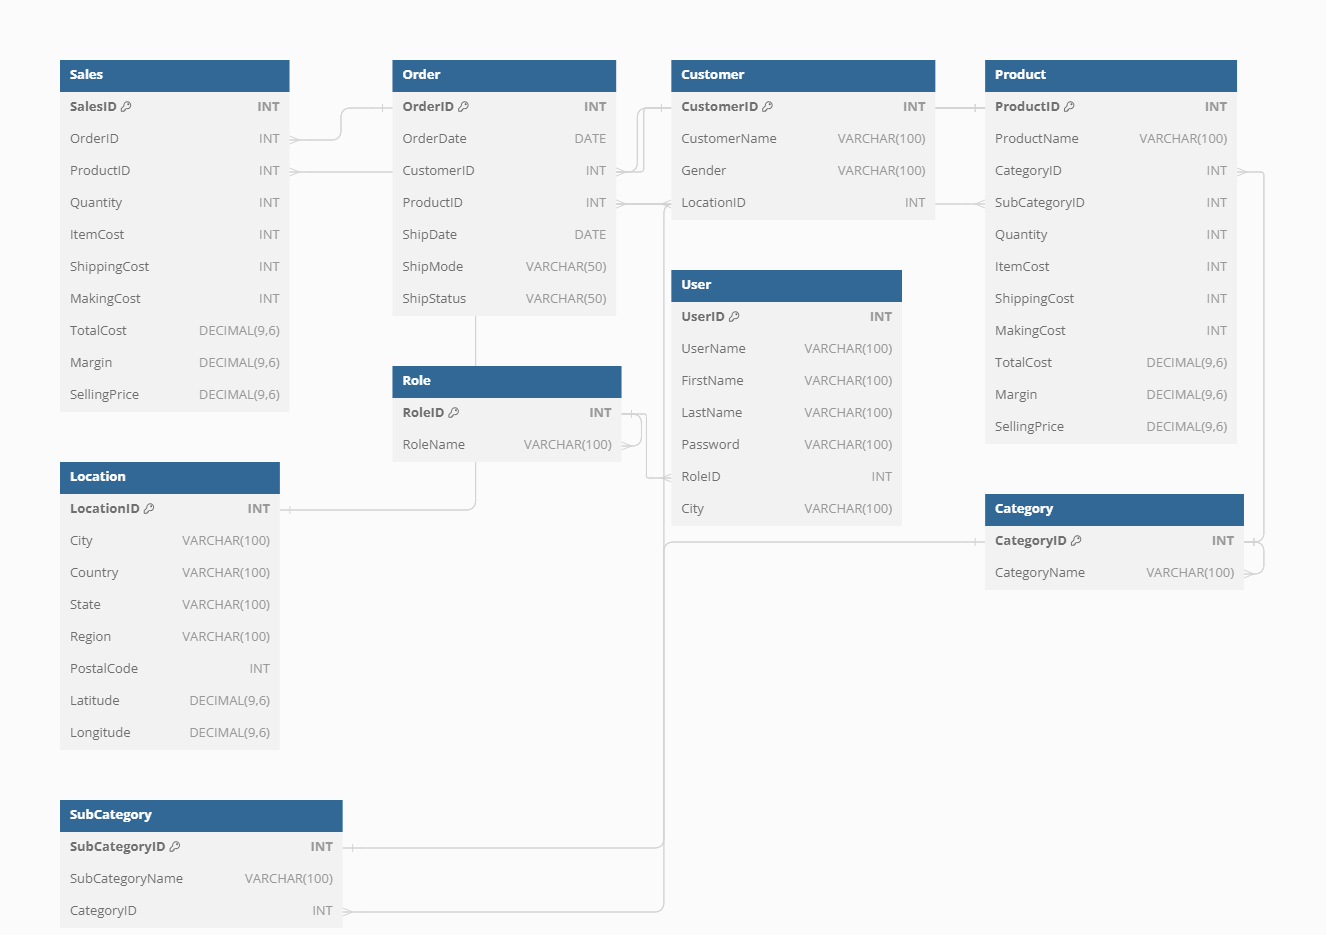 Sales
SalesID INT
OrderID INT
ProductID INT
Quantity INT
ItemCost INT
ShippingCost INT
MakingCost INT
TotalCost DECIMAL(9,6)
Margin DECIMAL(9,6)
SellingPrice DECIMAL(9,6)
Order
OrderID INT
OrderDate DATE
CustomerID INT
ProductID INT
ShipDate DATE
ShipMode VARCHAR(50)
ShipStatus VARCHAR(50)
Customer
CustomerID INT
CustomerName VARCHAR(100)
Gender VARCHAR(100)
LocationID INT
Product
ProductID INT
ProductName VARCHAR(100)
CategoryID INT
SubCategoryID INT
Quantity INT
ItemCost INT
ShippingCost INT
MakingCost INT
TotalCost DECIMAL(9,6)
Margin DECIMAL(9,6)
SellingPrice DECIMAL(9,6)
User
UserID INT
UserName VARCHAR(100)
FirstName VARCHAR(100)
LastName VARCHAR(100)
Password VARCHAR(100)
RoleID INT
City VARCHAR(100)
Role
RoleID INT
RoleName VARCHAR(100)
Location
LocationID INT
City VARCHAR(100)
Country VARCHAR(100)
State VARCHAR(100)
Region VARCHAR(100)
PostalCode INT
Latitude DECIMAL(9,6)
Longitude DECIMAL(9,6)
Category
CategoryID INT
CategoryName VARCHAR(100)
SubCategory
SubCategoryID INT
SubCategoryName VARCHAR(100)
CategoryID INT